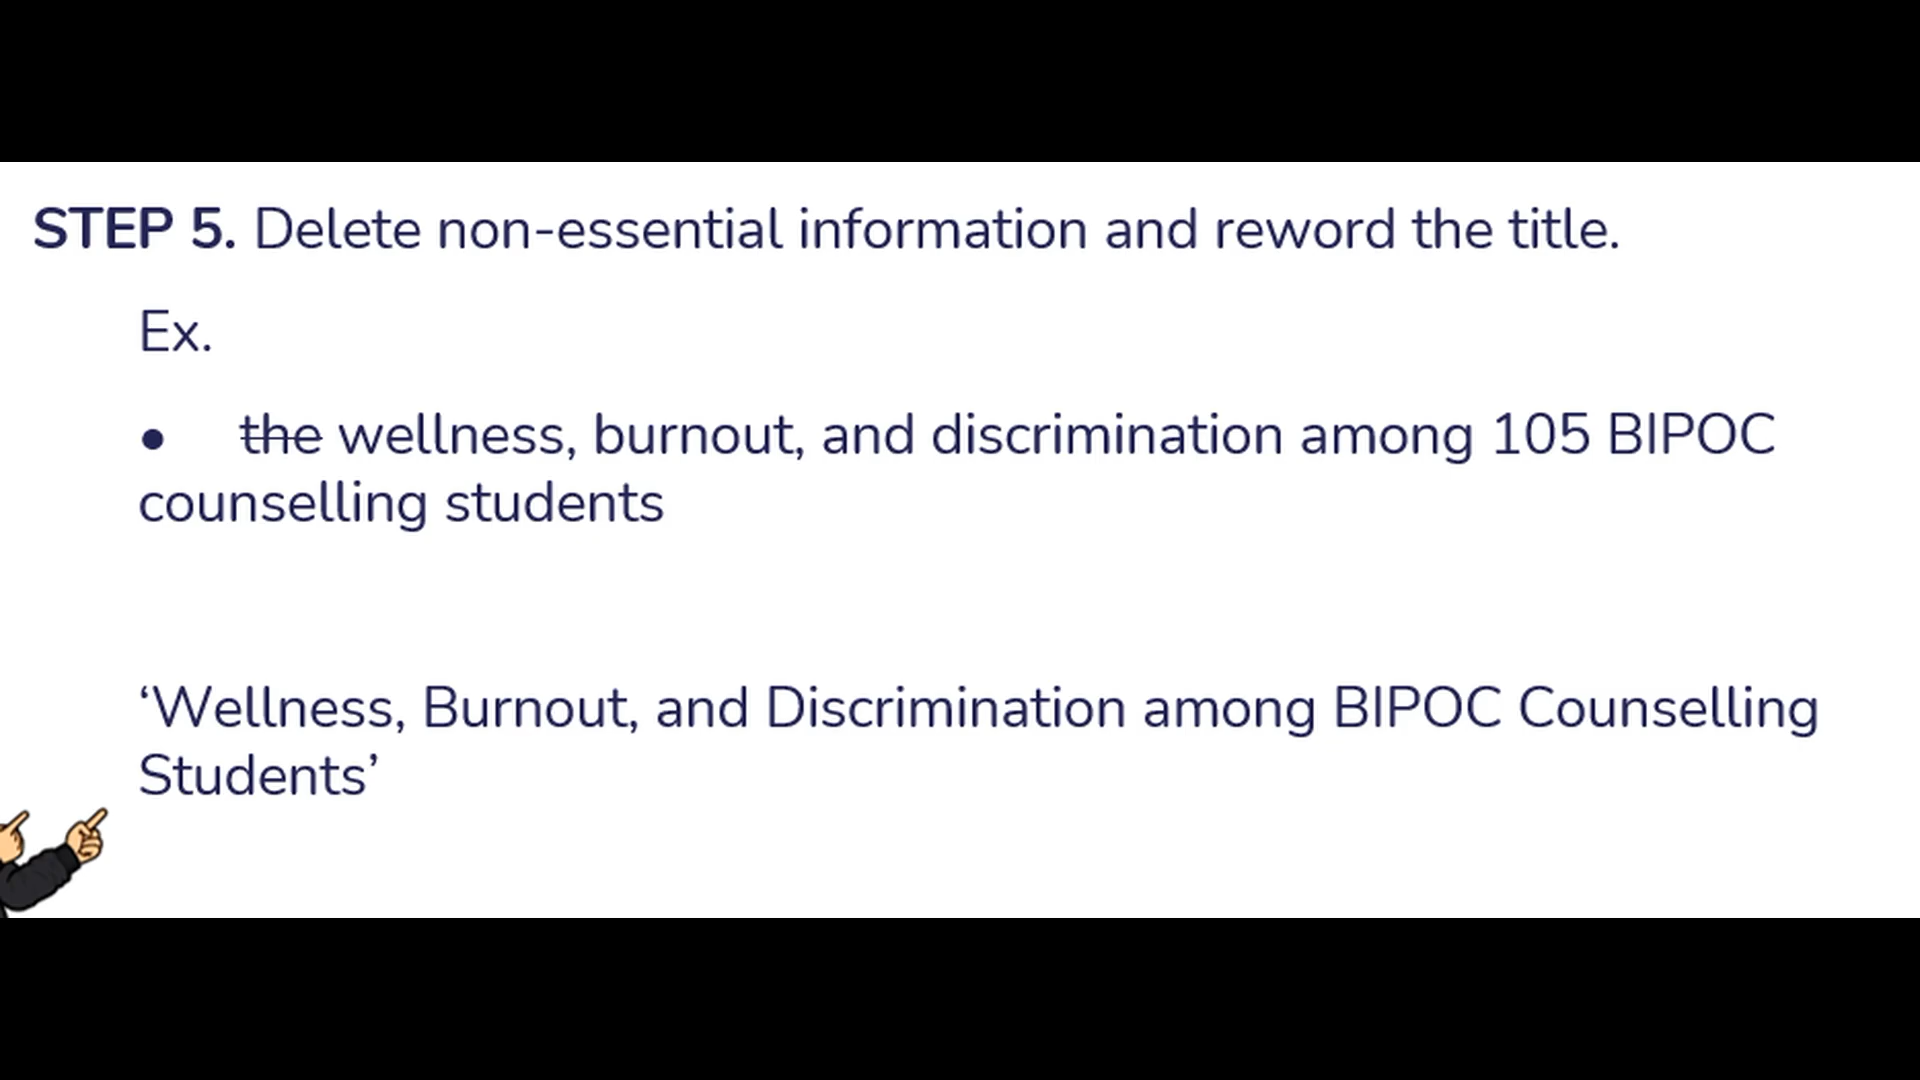 STEP 5. Delete non-essential information and reword the title.
Ex.
• the wellness, burnout, and discrimination among 105 BIPOC
counselling students
‘Wellness, Burnout, and Discrimination among BIPOC Counselling
Students’